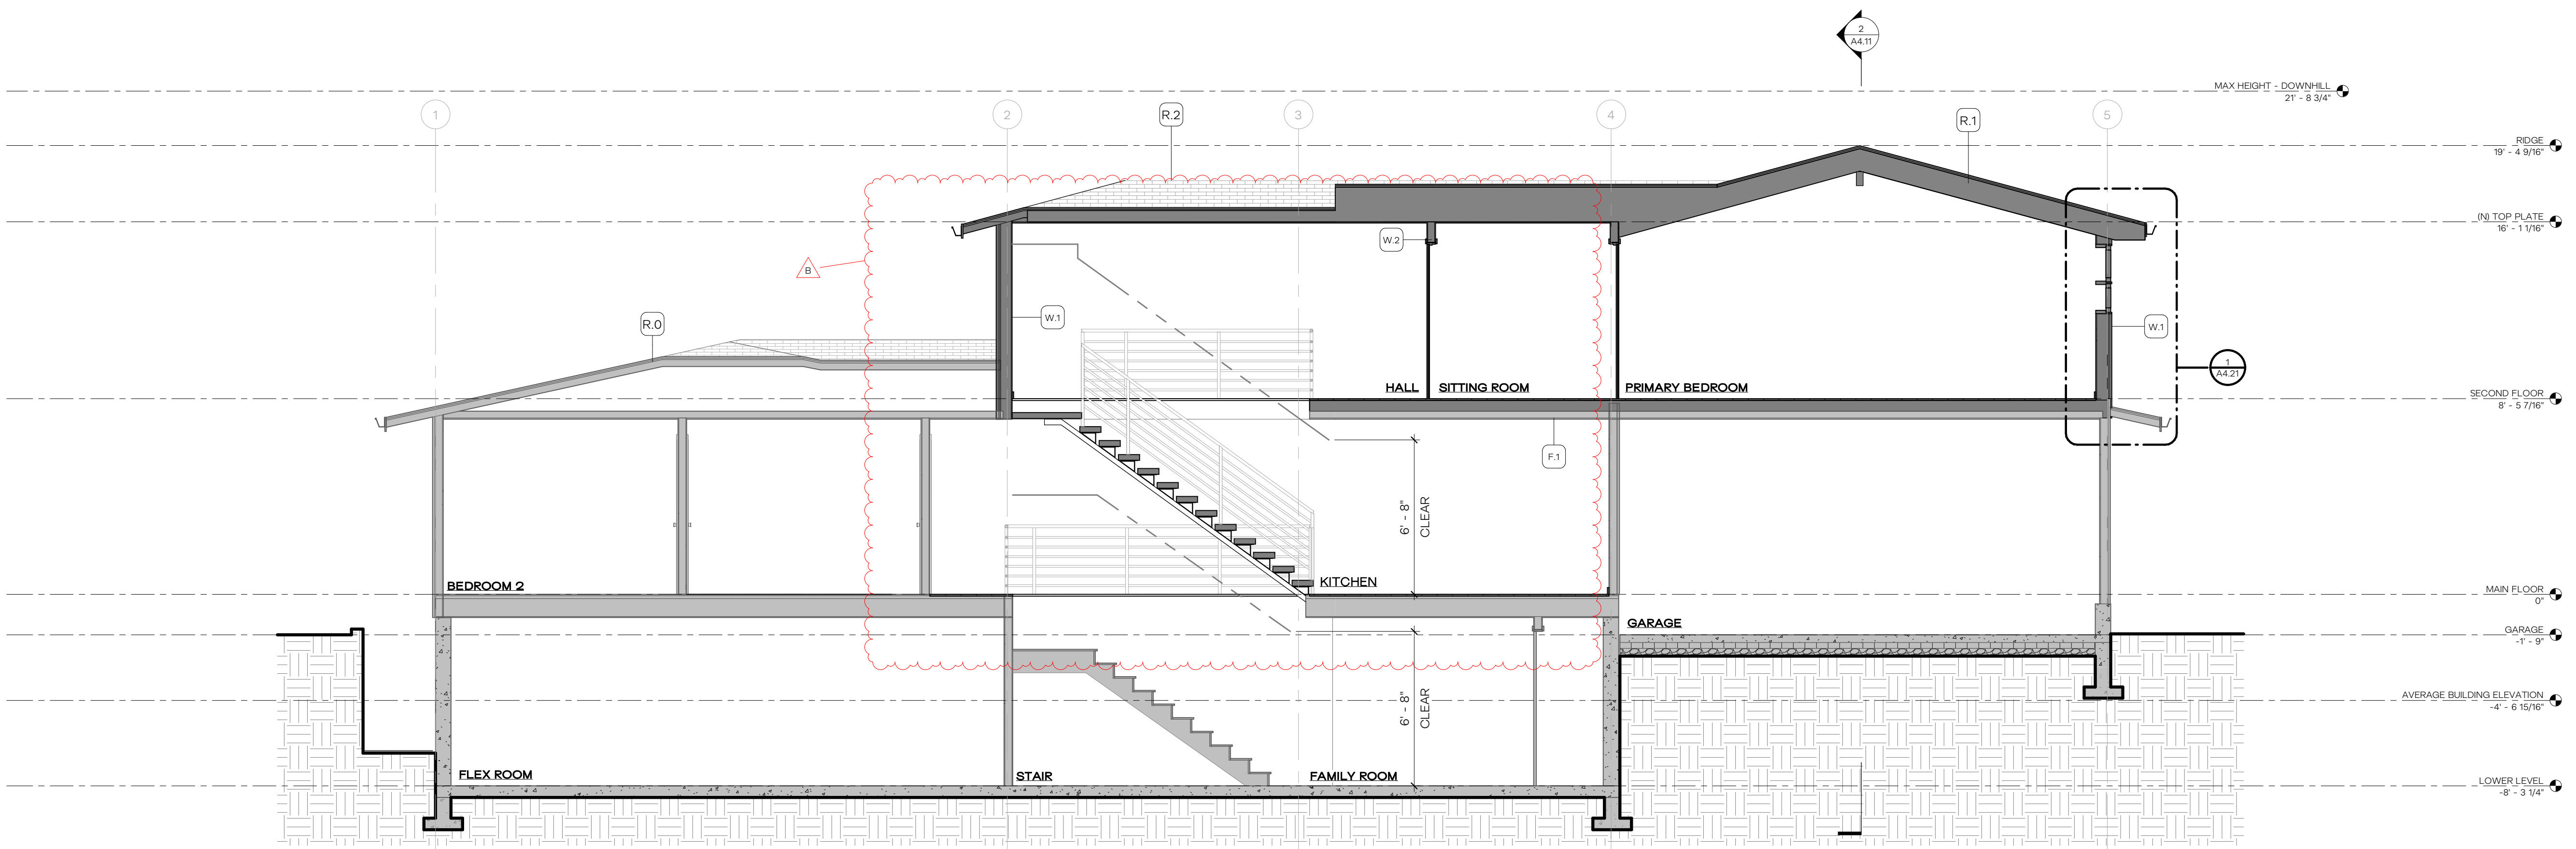 2
A4.11
MAX HEIGHT - DOWNHILL
21' - 8 3/4"
1
2
3
4
5
R.2
R.1
RIDGE
19' - 4 9/16"
(N) TOP PLATE
16' - 1 1/16"
W.2
B
R.0
W.1
W.1
1
A4.21
HALL
SITTING ROOM
PRIMARY BEDROOM
SECOND FLOOR
8' - 5 7/16"
F.1
6' - 8"
CLEAR
BEDROOM 2
KITCHEN
MAIN FLOOR
0"
GARAGE
GARAGE
-1' - 9"
6' - 8"
CLEAR
AVERAGE BUILDING ELEVATION
-4' - 6 15/16"
FLEX ROOM
STAIR
FAMILY ROOM
LOWER LEVEL
-8' - 3 1/4"